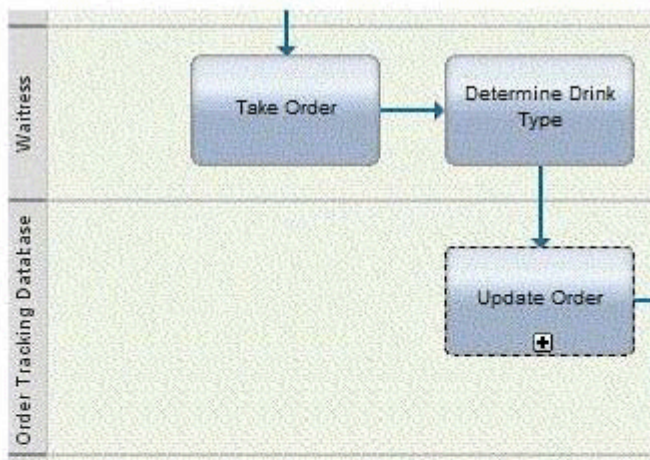 Waitress
Take Order
Determine Drink
Type
Order Tracking Database
Update Order